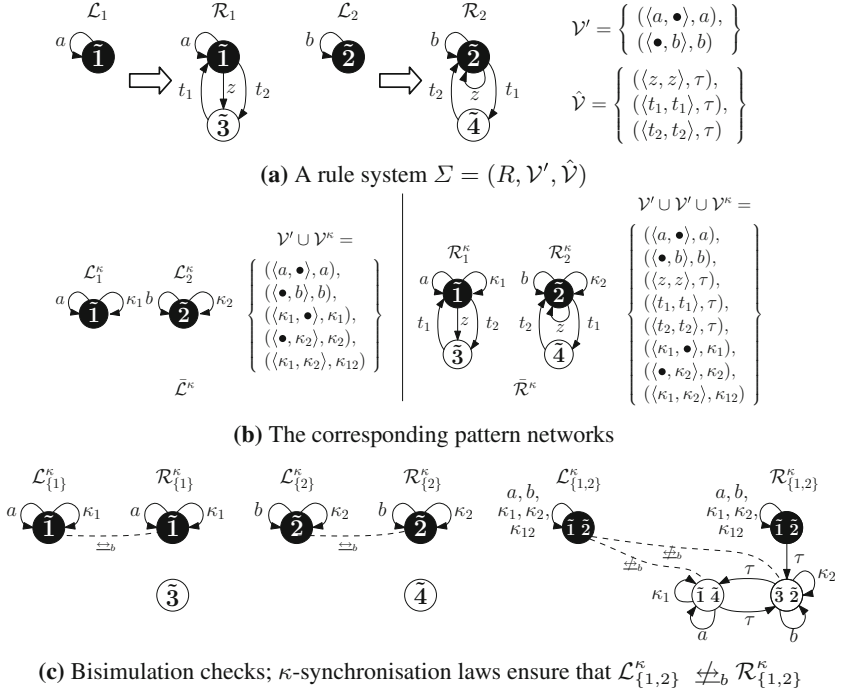 ℒ₁ ℛ₁ ℒ₂ ℛ₂
a 1̃ a 1̃ b 2̃ b 2̃
t₁ z t₂ t₂ z t₁
3̃ 4̃
𝒱′ = { (⟨a, •⟩, a),
(⟨•, b⟩, b) }
𝒱̂ = { (⟨z, z⟩, τ),
(⟨t₁, t₁⟩, τ),
(⟨t₂, t₂⟩, τ) }
(a) A rule system Σ = (R, 𝒱′, 𝒱̂)
ℒ₁^κ ℒ₂^κ
a 1̃ κ₁ b 2̃ κ₂
𝒱′ ∪ 𝒱^κ =
(⟨a, •⟩, a),
(⟨•, b⟩, b),
(⟨κ₁, •⟩, κ₁),
(⟨•, κ₂⟩, κ₂),
(⟨κ₁, κ₂⟩, κ₁₂)
ℒ̄^κ
ℛ₁^κ ℛ₂^κ
a 1̃ κ₁ b 2̃ κ₂
t₁ z t₂ t₂ z t₁
3̃ 4̃
ℛ̄^κ
𝒱′ ∪ 𝒱′ ∪ 𝒱^κ =
(⟨a, •⟩, a),
(⟨•, b⟩, b),
(⟨z, z⟩, τ),
(⟨t₁, t₁⟩, τ),
(⟨t₂, t₂⟩, τ),
(⟨κ₁, •⟩, κ₁),
(⟨•, κ₂⟩, κ₂),
(⟨κ₁, κ₂⟩, κ₁₂)
(b) The corresponding pattern networks
ℒ^κ_{1} ℛ^κ_{1} ℒ^κ_{2} ℛ^κ_{2} ℒ^κ_{1,2} ℛ^κ_{1,2}
a 1̃ κ₁ a 1̃ κ₁ b 2̃ κ₂ b 2̃ κ₂
↔_b ↔_b
a, b,
κ₁, κ₂,
κ₁₂
1̃ 2̃
a, b,
κ₁, κ₂,
κ₁₂
1̃ 2̃
↮_b ↮_b
τ
3̃ 4̃
κ₁ 1̃ 4̃ τ 3̃ 2̃ κ₂
a τ b
(c) Bisimulation checks; κ-synchronisation laws ensure that ℒ^κ_{1,2} ↮_b ℛ^κ_{1,2}